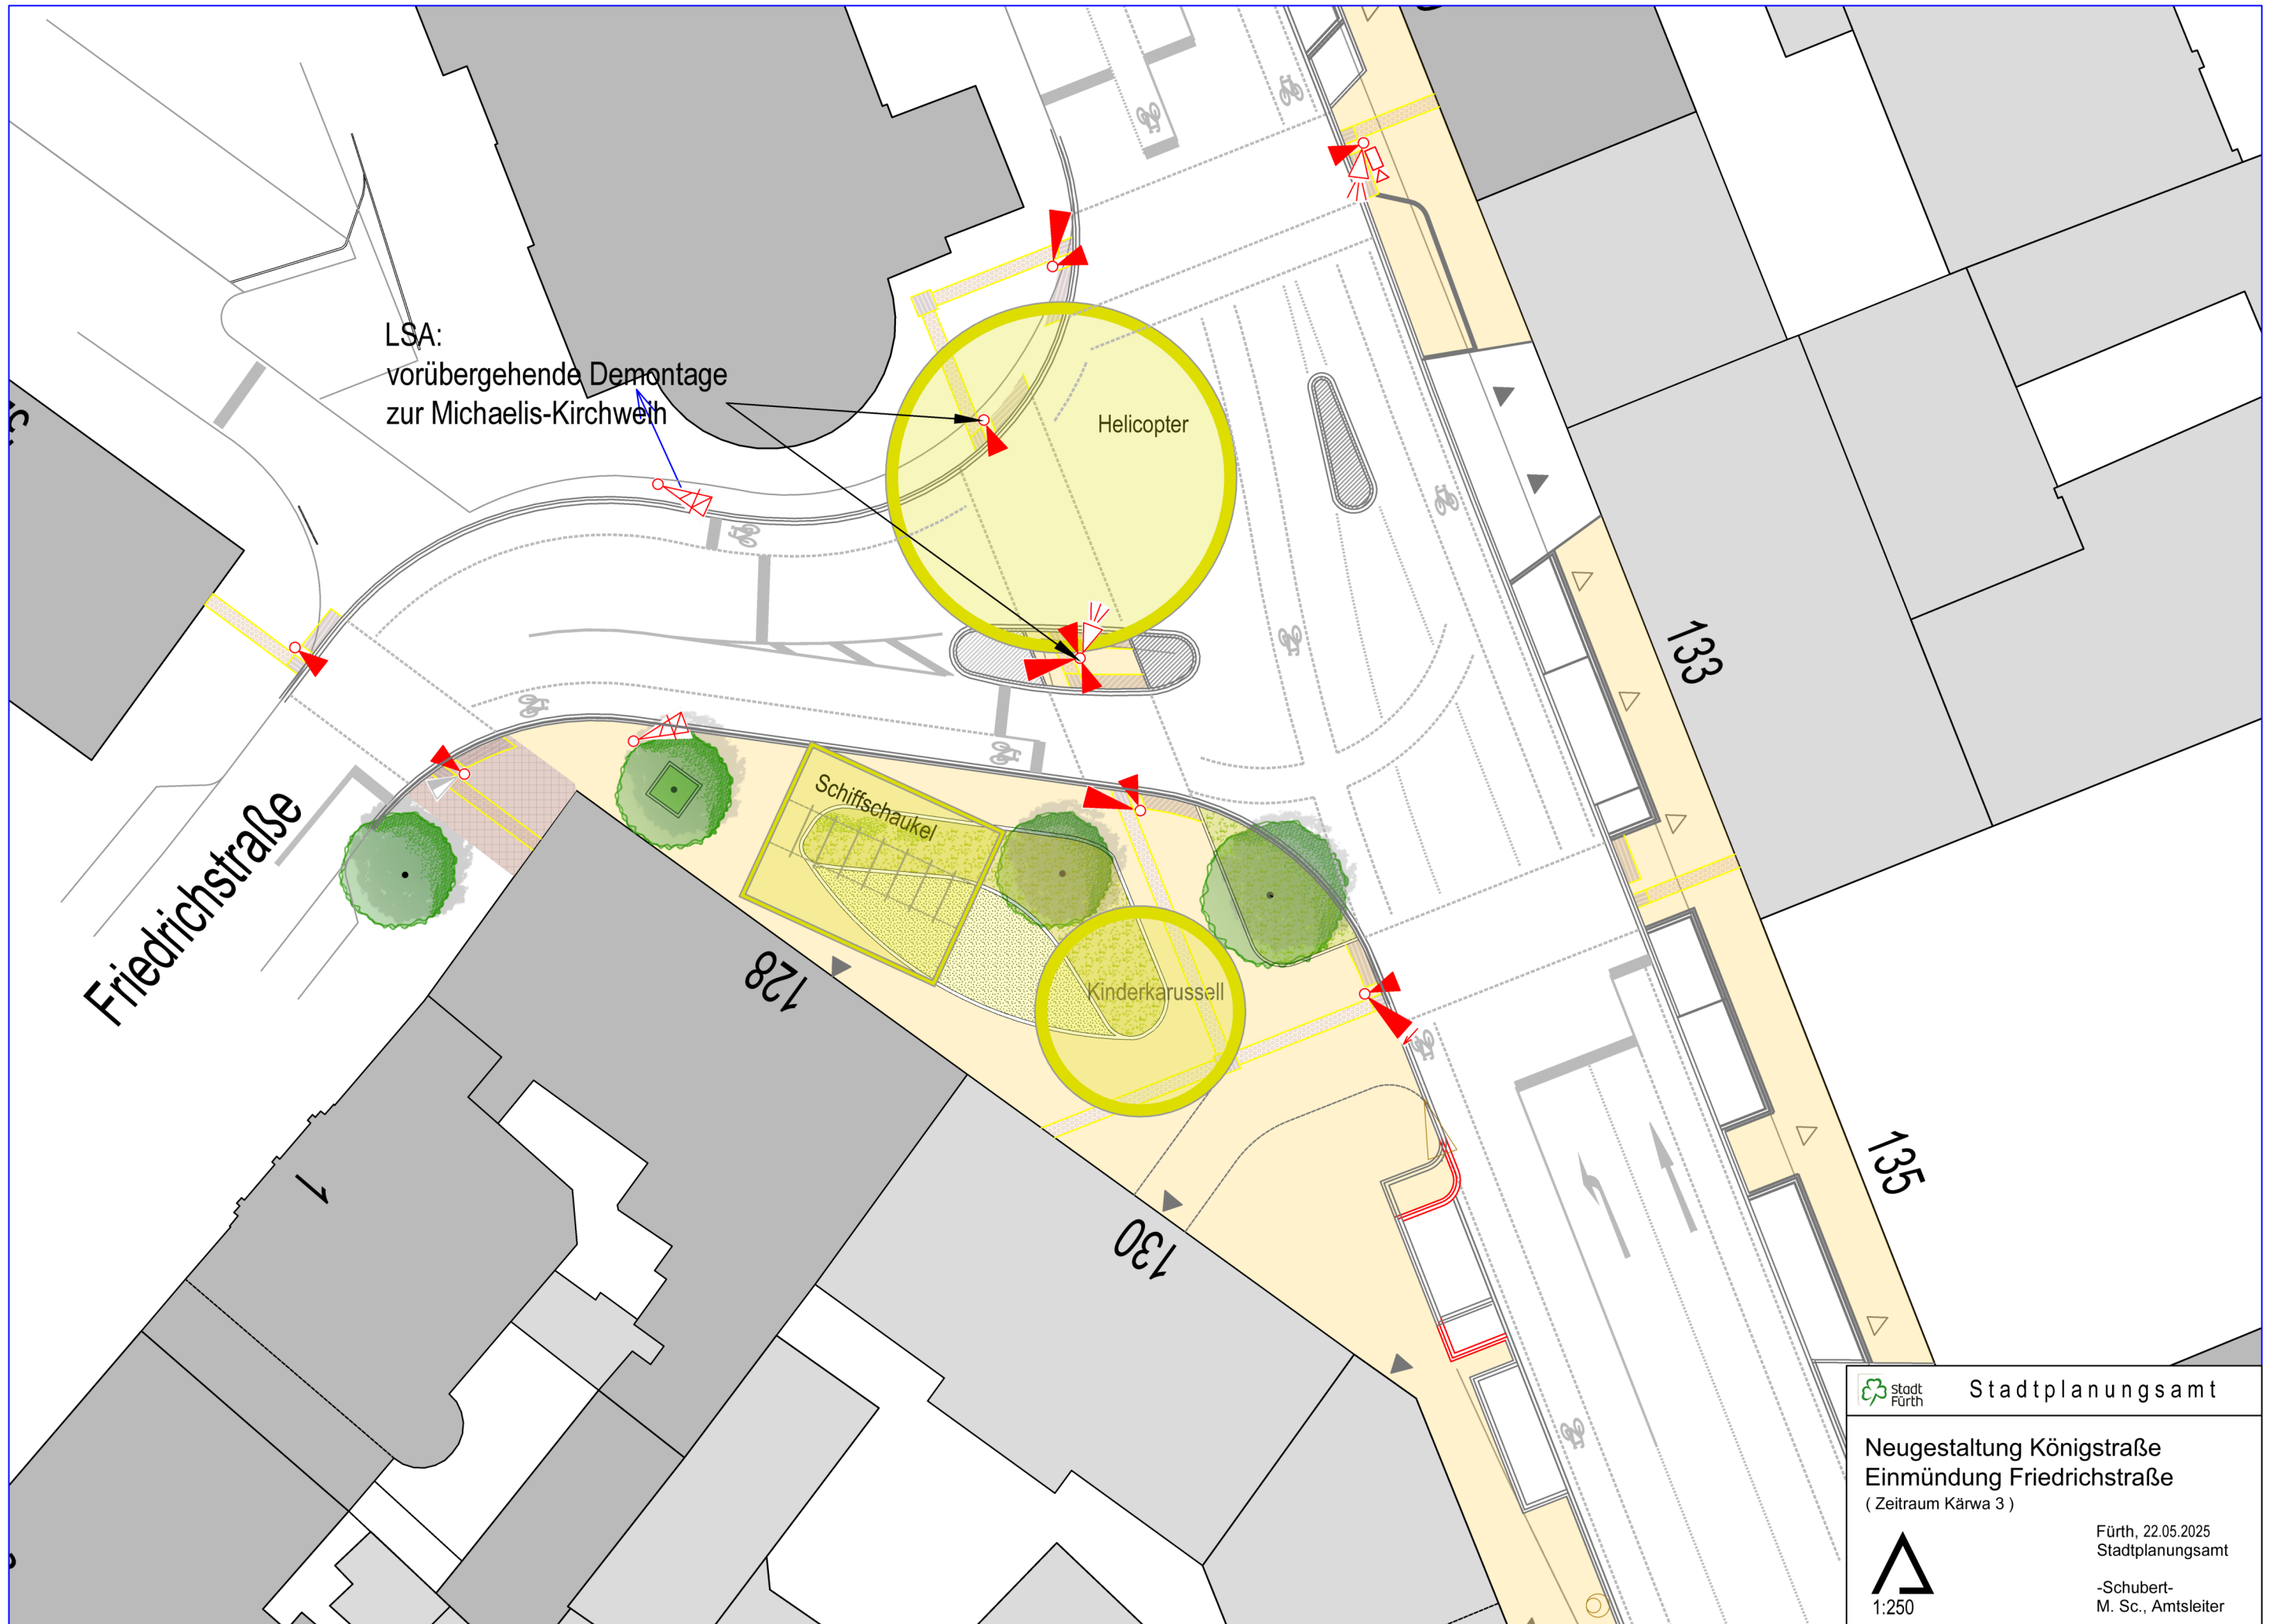 LSA:
vorübergehende Demontage
zur Michaelis-Kirchweih
Helicopter
133
Schiffschaukel
Friedrichstraße
128
Kinderkarussell
135
1
130
Stadt
Fürth
Stadtplanungsamt
Neugestaltung Königstraße
Einmündung Friedrichstraße
( Zeitraum Kärwa 3 )
Fürth, 22.05.2025
Stadtplanungsamt
-Schubert-
M. Sc., Amtsleiter
1:250